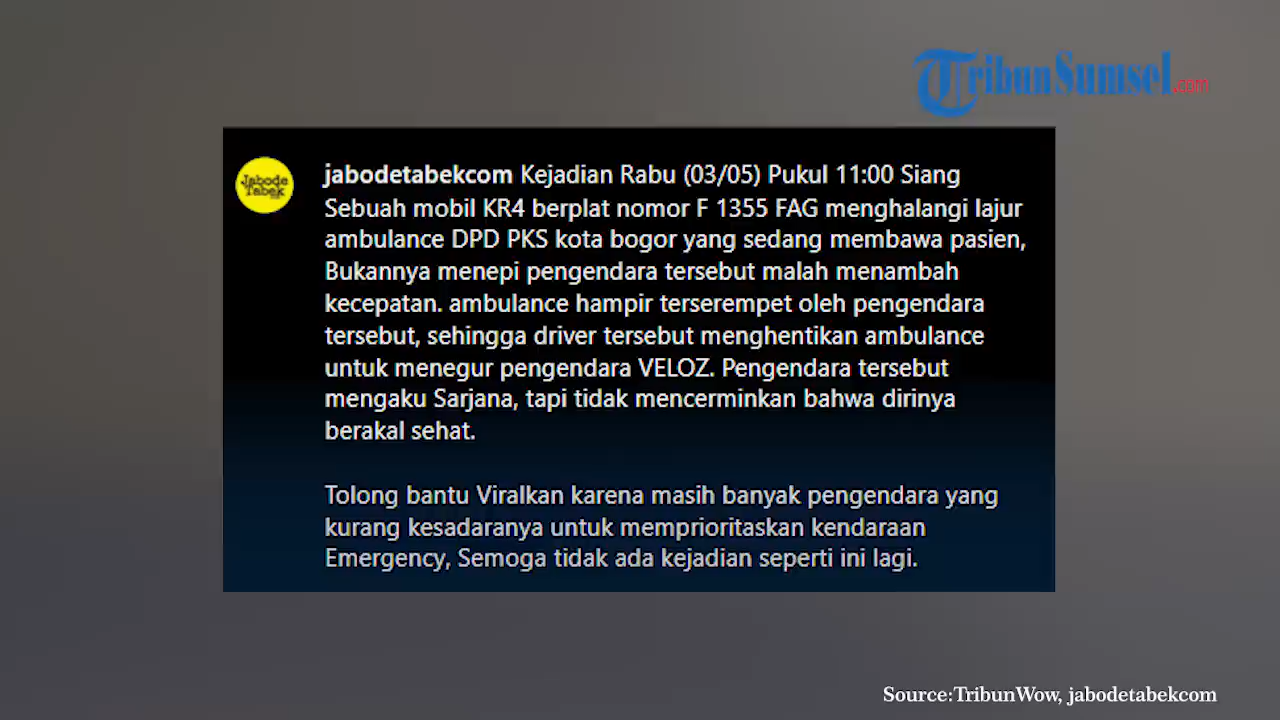 TribunSumsel.com
Jabode
Tabek
jabodetabekcom Kejadian Rabu (03/05) Pukul 11:00 Siang
Sebuah mobil KR4 berplat nomor F 1355 FAG menghalangi lajur
ambulance DPD PKS kota bogor yang sedang membawa pasien,
Bukannya menepi pengendara tersebut malah menambah
kecepatan. ambulance hampir terserempet oleh pengendara
tersebut, sehingga driver tersebut menghentikan ambulance
untuk menegur pengendara VELOZ. Pengendara tersebut
mengaku Sarjana, tapi tidak mencerminkan bahwa dirinya
berakal sehat.
Tolong bantu Viralkan karena masih banyak pengendara yang
kurang kesadaranya untuk memprioritaskan kendaraan
Emergency, Semoga tidak ada kejadian seperti ini lagi.
Source:TribunWow, jabodetabekcom